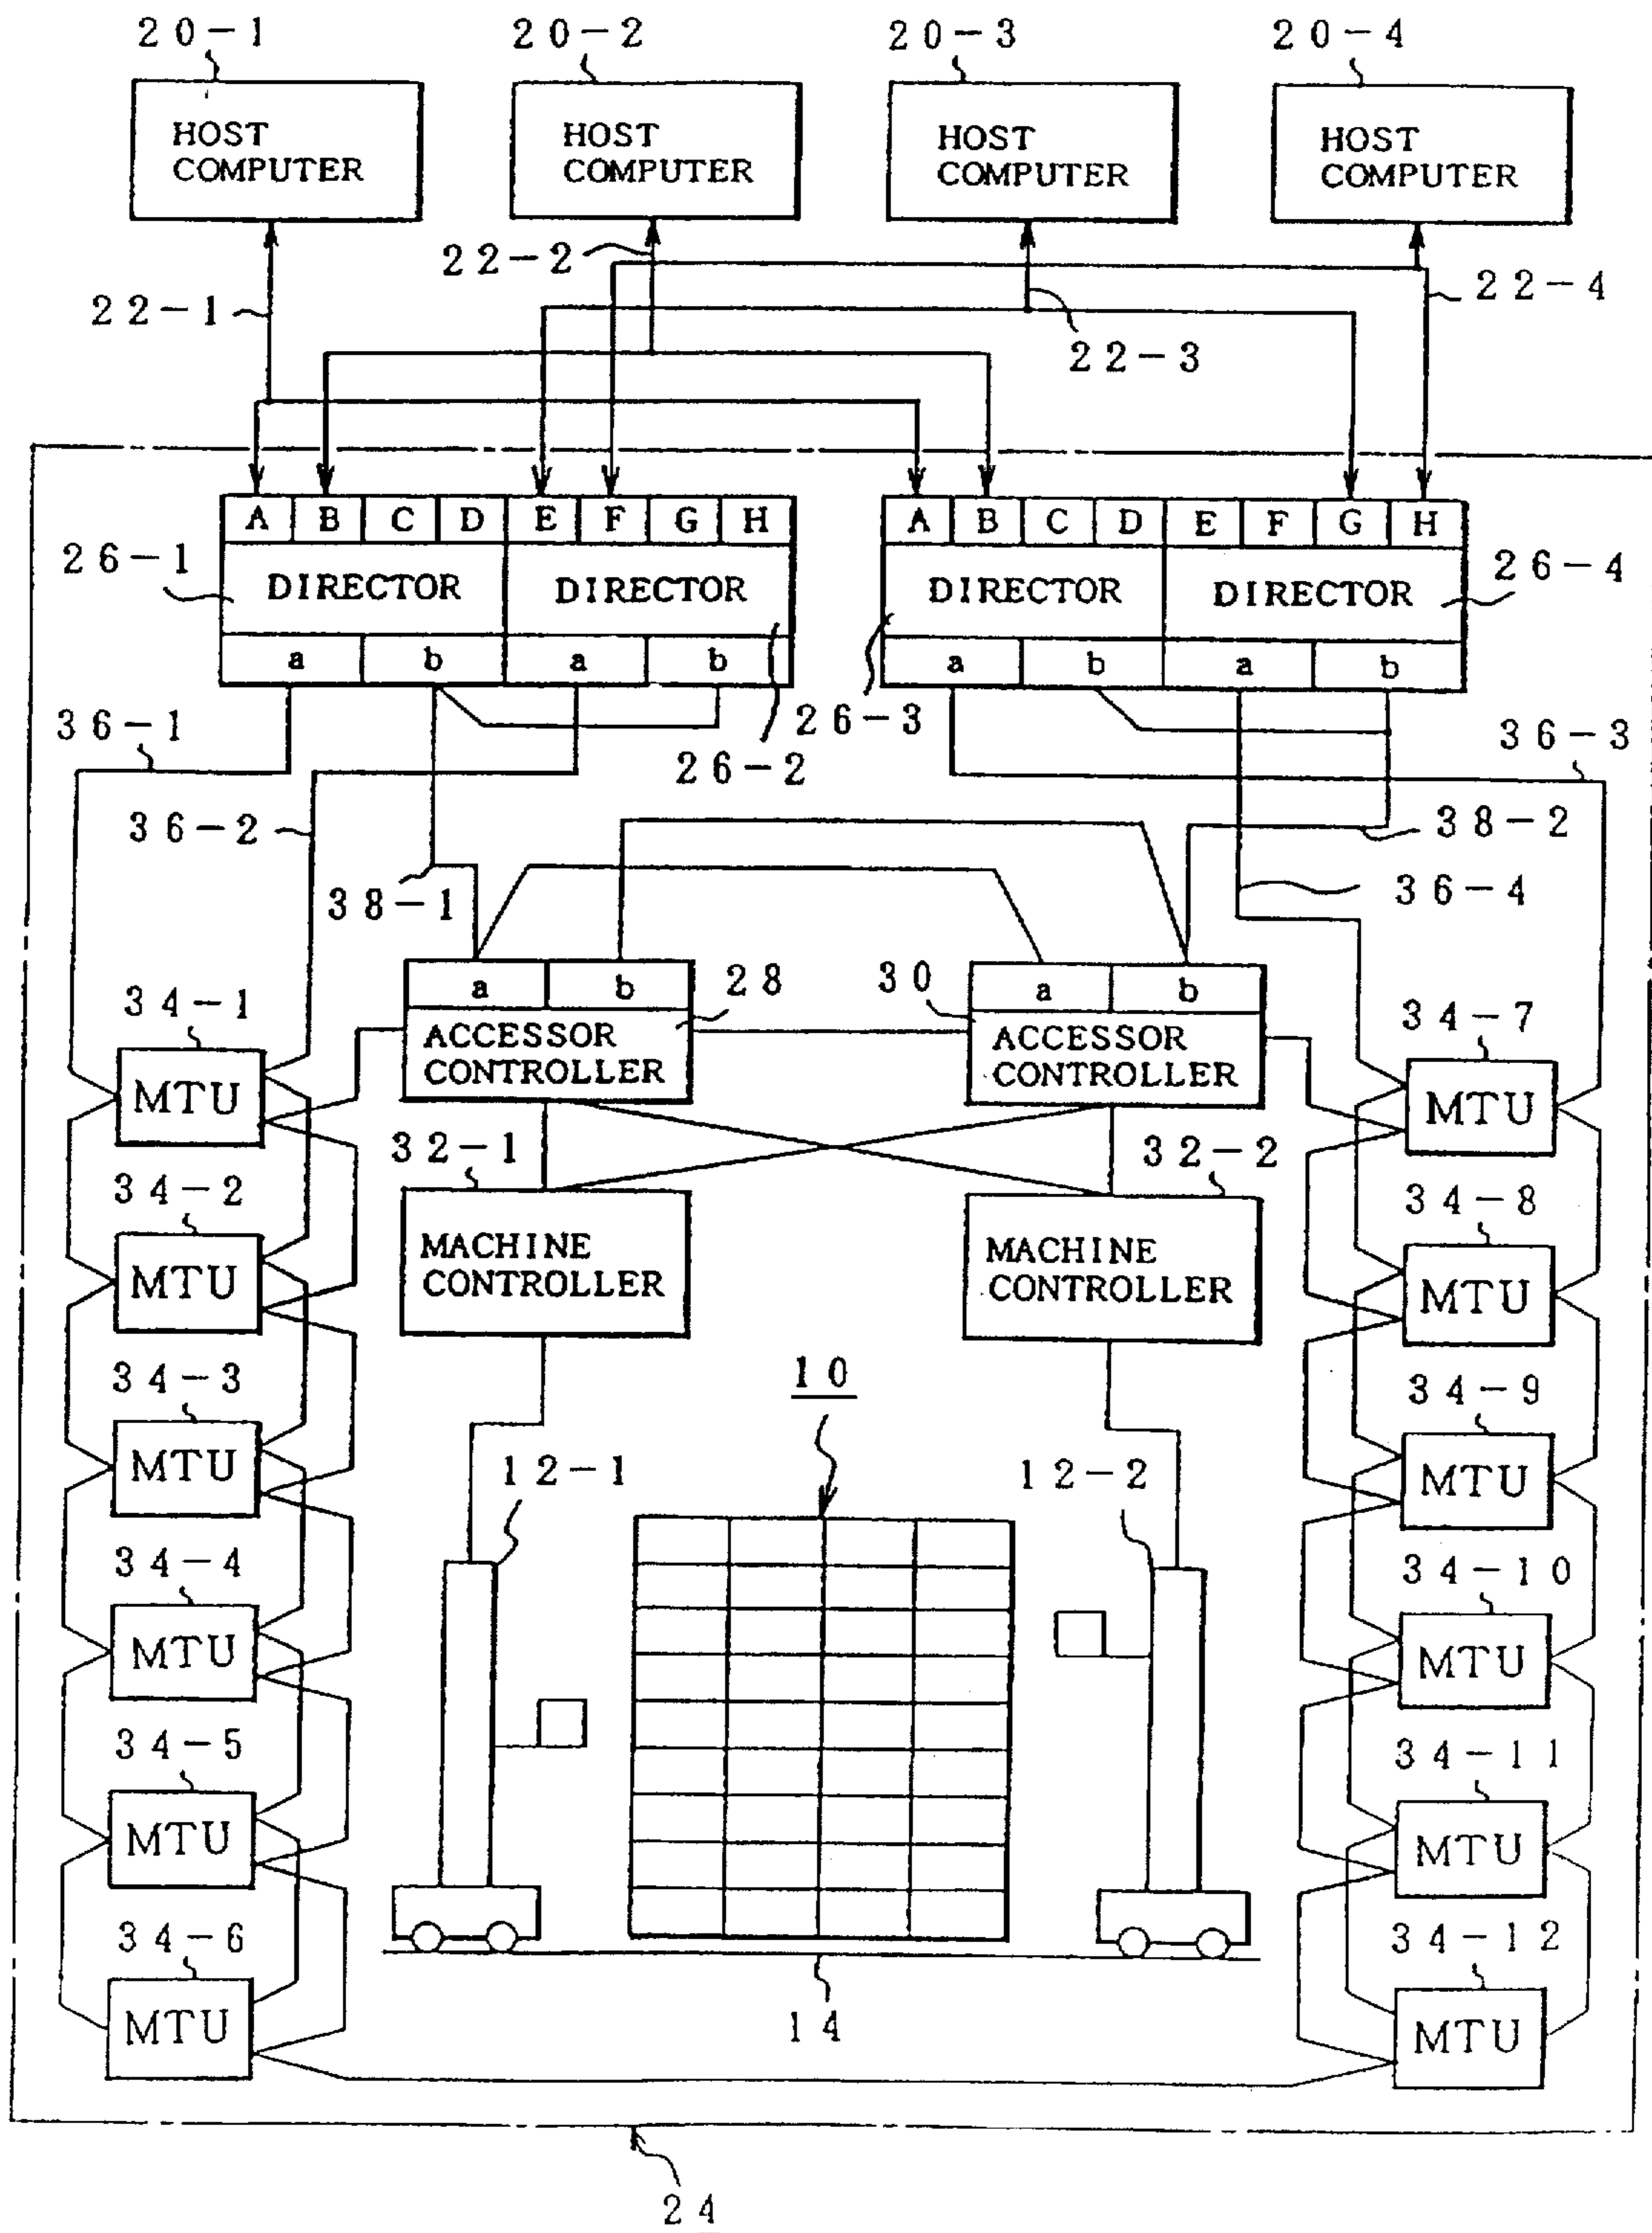 20-1 20-2 20-3 20-4
HOST HOST HOST HOST
COMPUTER COMPUTER COMPUTER COMPUTER
22-2
22-4
22-1
22-3
A B C D E F G H A B C D E F G H
26-1 26-4
DIRECTOR DIRECTOR DIRECTOR DIRECTOR
a b a b a b a b
36-1 26-3 36-3
26-2
36-2 38-2
38-1 36-4
a b 28 30 a b
34-1 34-7
ACCESSOR ACCESSOR
CONTROLLER CONTROLLER
MTU MTU
32-1 32-2
34-2 34-8
MACHINE MACHINE
CONTROLLER CONTROLLER
MTU MTU
34-3 10 34-9
MTU 12-1 12-2 MTU
34-4 34-10
MTU MTU
34-5 34-11
MTU MTU
34-6 34-12
MTU 14 MTU
24